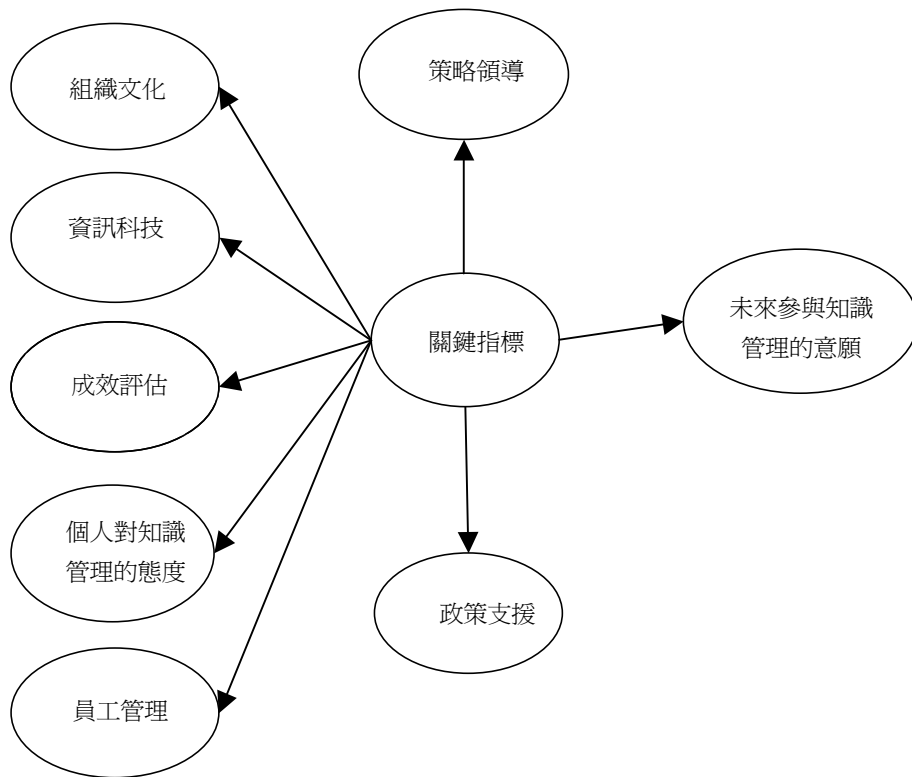 組織文化
策略領導
資訊科技
關鍵指標
未來參與知識
管理的意願
成效評估
個人對知識
管理的態度
政策支援
員工管理